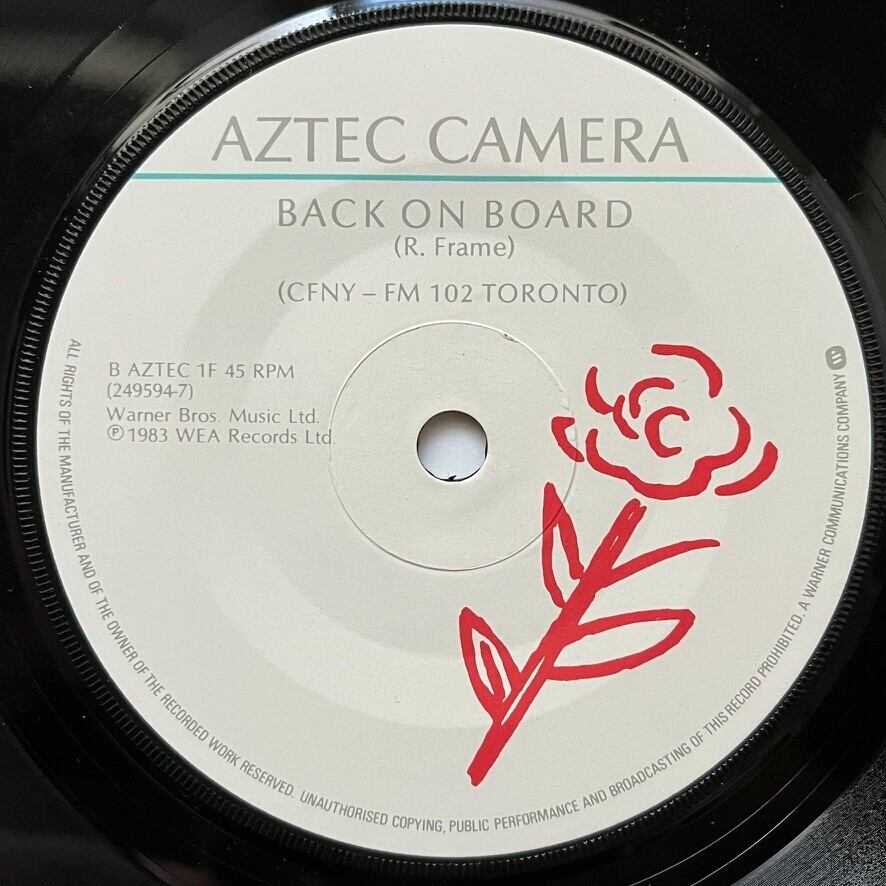 AZTEC CAMERA
BACK ON BOARD
(R. Frame)
(CFNY – FM 102 TORONTO)
B AZTEC 1F 45 RPM
(249594-7)
Warner Bros. Music Ltd.
℗ 1983 WEA Records Ltd.
ALL RIGHTS OF THE MANUFACTURER AND OF THE OWNER OF THE RECORDED WORK RESERVED. UNAUTHORISED COPYING, PUBLIC PERFORMANCE AND BROADCASTING OF THIS RECORD PROHIBITED. A WARNER COMMUNICATIONS COMPANY